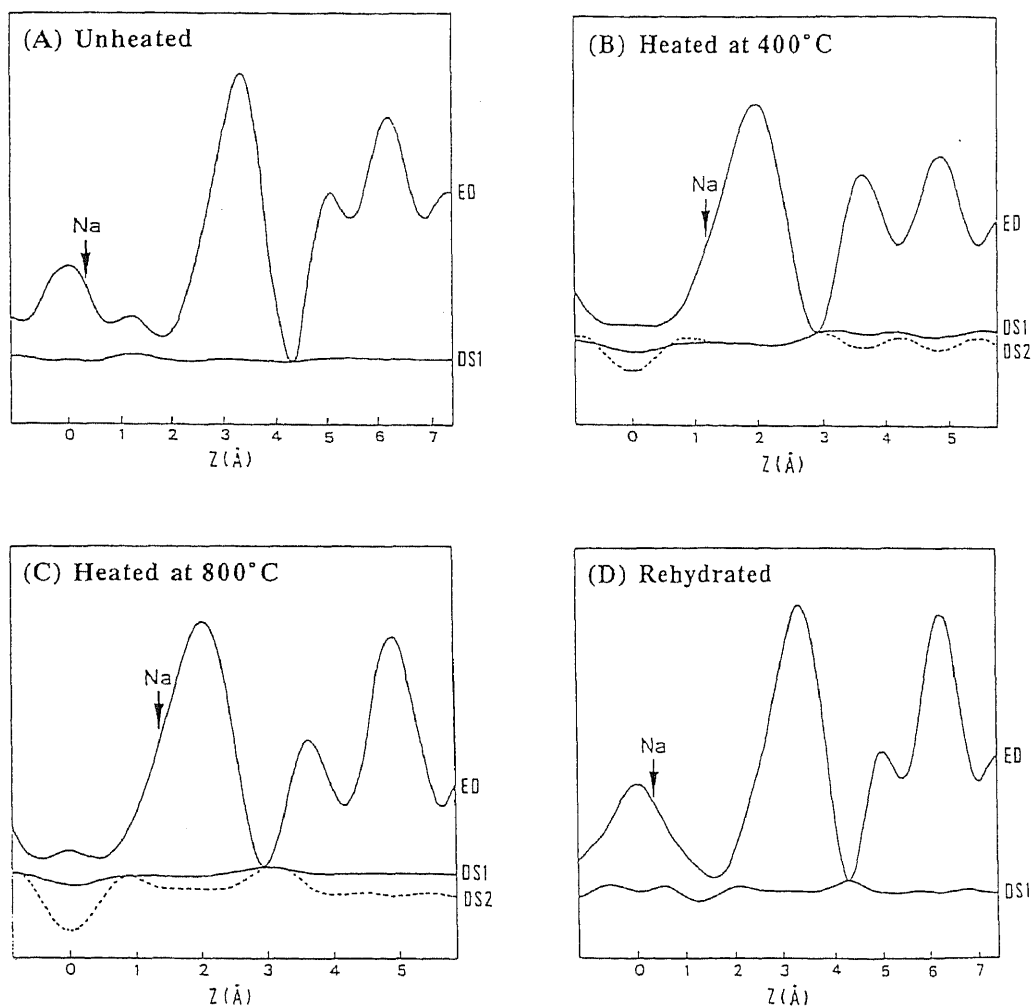 (A) Unheated
Na
ED
DS1
0 1 2 3 4 5 6 7
Z(Å)
(B) Heated at 400°C
Na
ED
DS1
DS2
0 1 2 3 4 5
Z(Å)
(C) Heated at 800°C
Na
ED
DS1
DS2
0 1 2 3 4 5
Z(Å)
(D) Rehydrated
Na
ED
DS1
0 1 2 3 4 5 6 7
Z(Å)